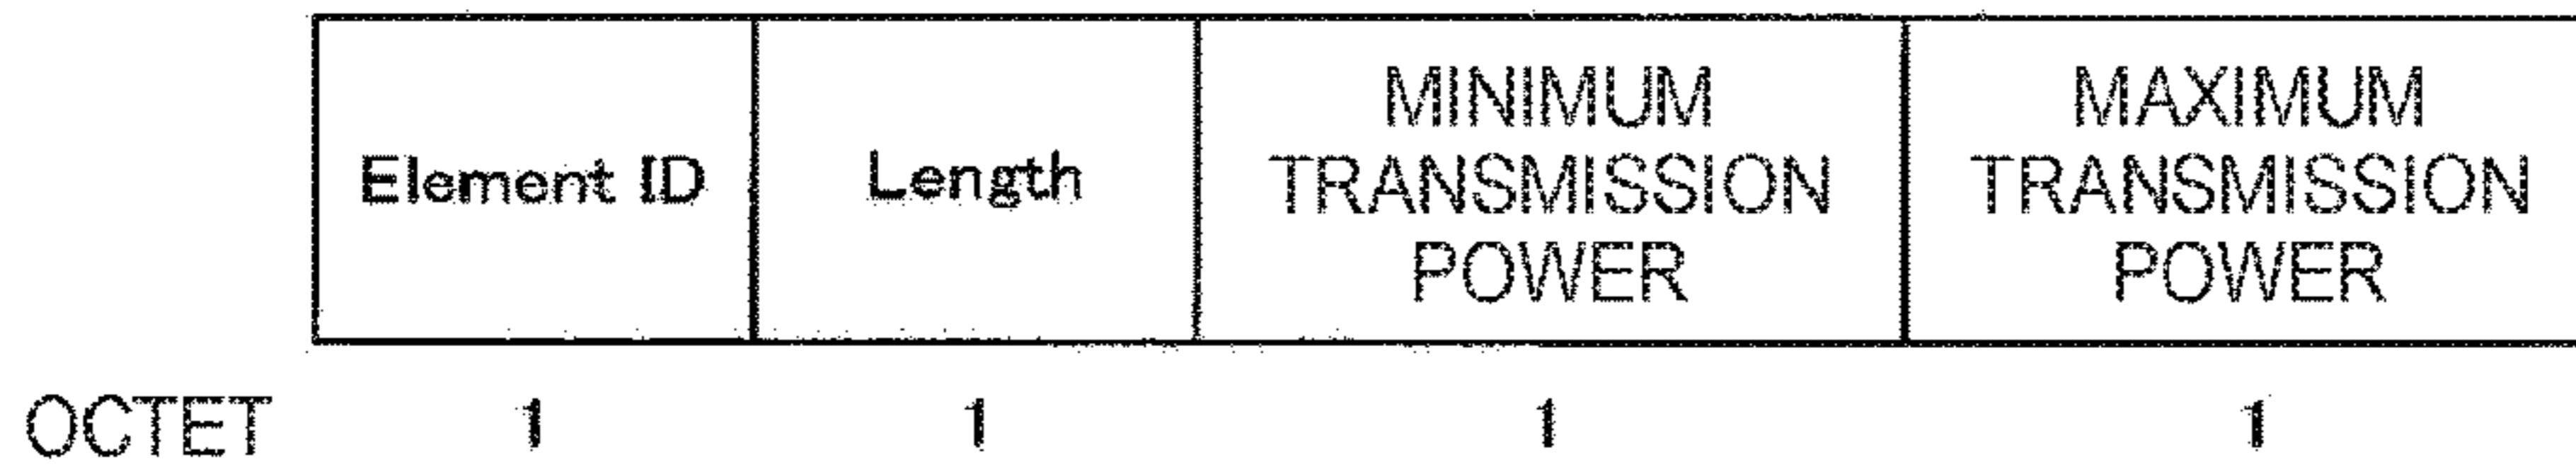 Element ID
Length
MINIMUM
TRANSMISSION
POWER
MAXIMUM
TRANSMISSION
POWER
OCTET 1 1 1 1